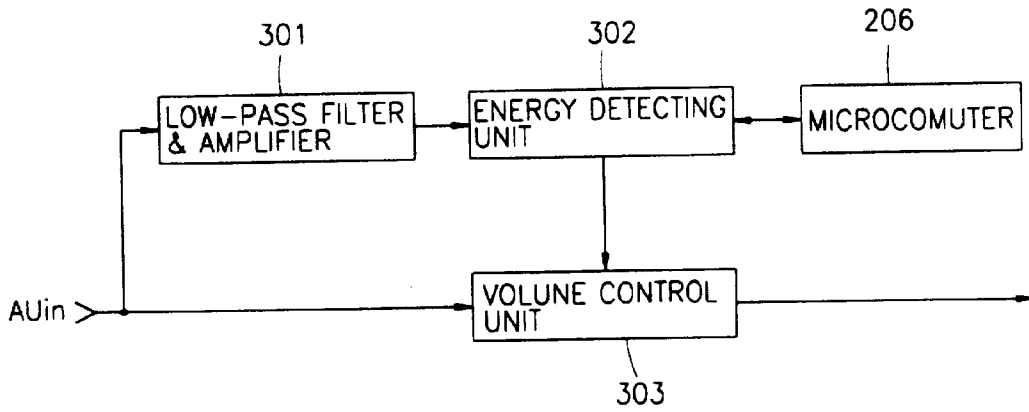 301
302
206
LOW-PASS FILTER
& AMPLIFIER
ENERGY DETECTING
UNIT
MICROCOMUTER
AUin
VOLUNE CONTROL
UNIT
303